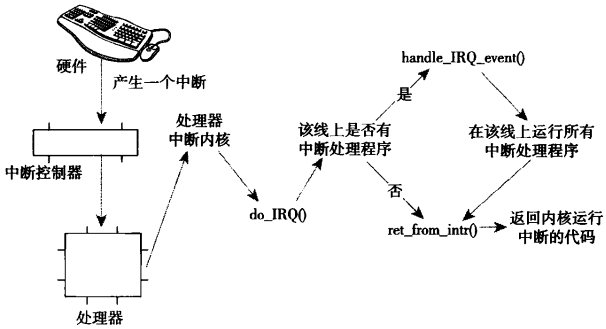 硬件
产生一个中断
中断控制器
处理器
处理器
中断内核
do_IRQ()
该线上是否有
中断处理程序
是
否
handle_IRQ_event()
在该线上运行所有
中断处理程序
ret_from_intr()
返回内核运行
中断的代码